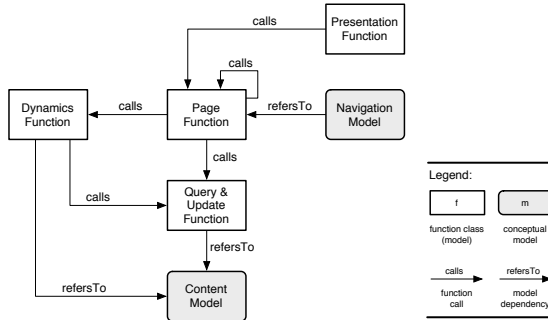 calls
Presentation
Function
calls
Dynamics
Function
calls
Page
Function
refersTo
Navigation
Model
calls
calls
Query &
Update
Function
refersTo
refersTo
Content
Model
Legend:
f
m
function class
(model)
conceptual
model
calls
function
call
refersTo
model
dependency